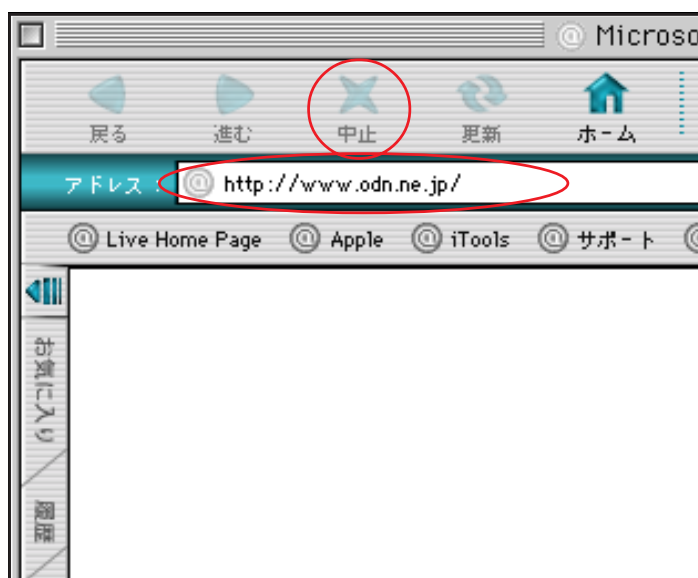 Microso
戻る 進む 中止 更新 ホーム
アドレス： http://www.odn.ne.jp/
Live Home Page Apple iTools サポート
お気に入り
履歴